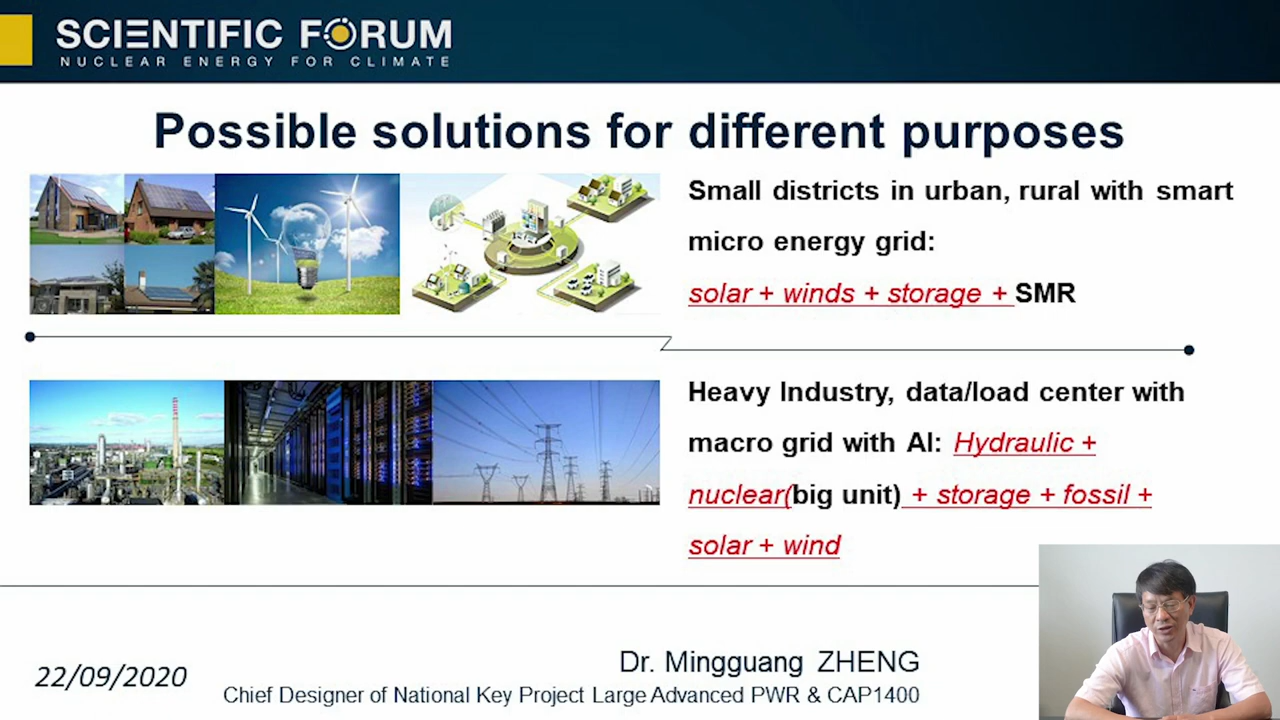 SCIENTIFIC FORUM
NUCLEAR ENERGY FOR CLIMATE
Possible solutions for different purposes
Small districts in urban, rural with smart
micro energy grid:
solar + winds + storage + SMR
Heavy Industry, data/load center with
macro grid with AI: Hydraulic +
nuclear(big unit) + storage + fossil +
solar + wind
22/09/2020
Dr. Mingguang ZHENG
Chief Designer of National Key Project Large Advanced PWR & CAP1400